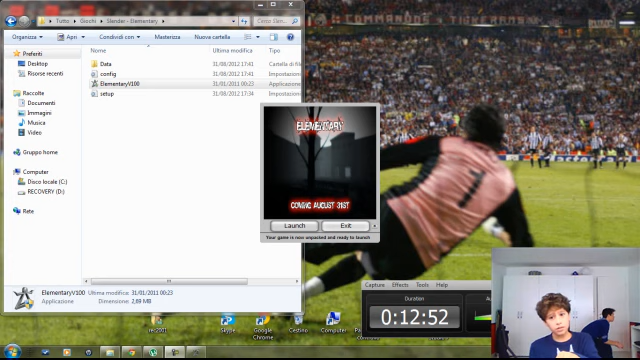 Tutto ▸ Giochi ▸ Slender - Elementary ▸
Cerca Elem...
Organizza
Apri
Condividi con
Masterizza
Nuova cartella
Nome
Ultima modifica
Tipo
Preferiti
Desktop
Risorse recenti
Raccolte
Documenti
Immagini
Musica
Video
Gruppo home
Computer
Disco locale (C:)
RECOVERY (D:)
Rete
Data 31/08/2012 17:41 Cartella di file
config 31/08/2012 17:41 Impostazioni
ElementaryV100 31/01/2011 00:23 Applicazione
setup 31/08/2012 17:34 Impostazioni
ELEMENTARY
COMING AUGUST 31ST
Launch
Exit
Your game is now unpacked and ready to launch
ElementaryV100 Ultima modifica: 31/01/2011 00:23
Applicazione Dimensione: 2,69 MB
COMMANDOS
1
rec2001
Skype
Google
Chrome
Cestino
Computer
Capture Effects Tools Help
Duration
0:12:52